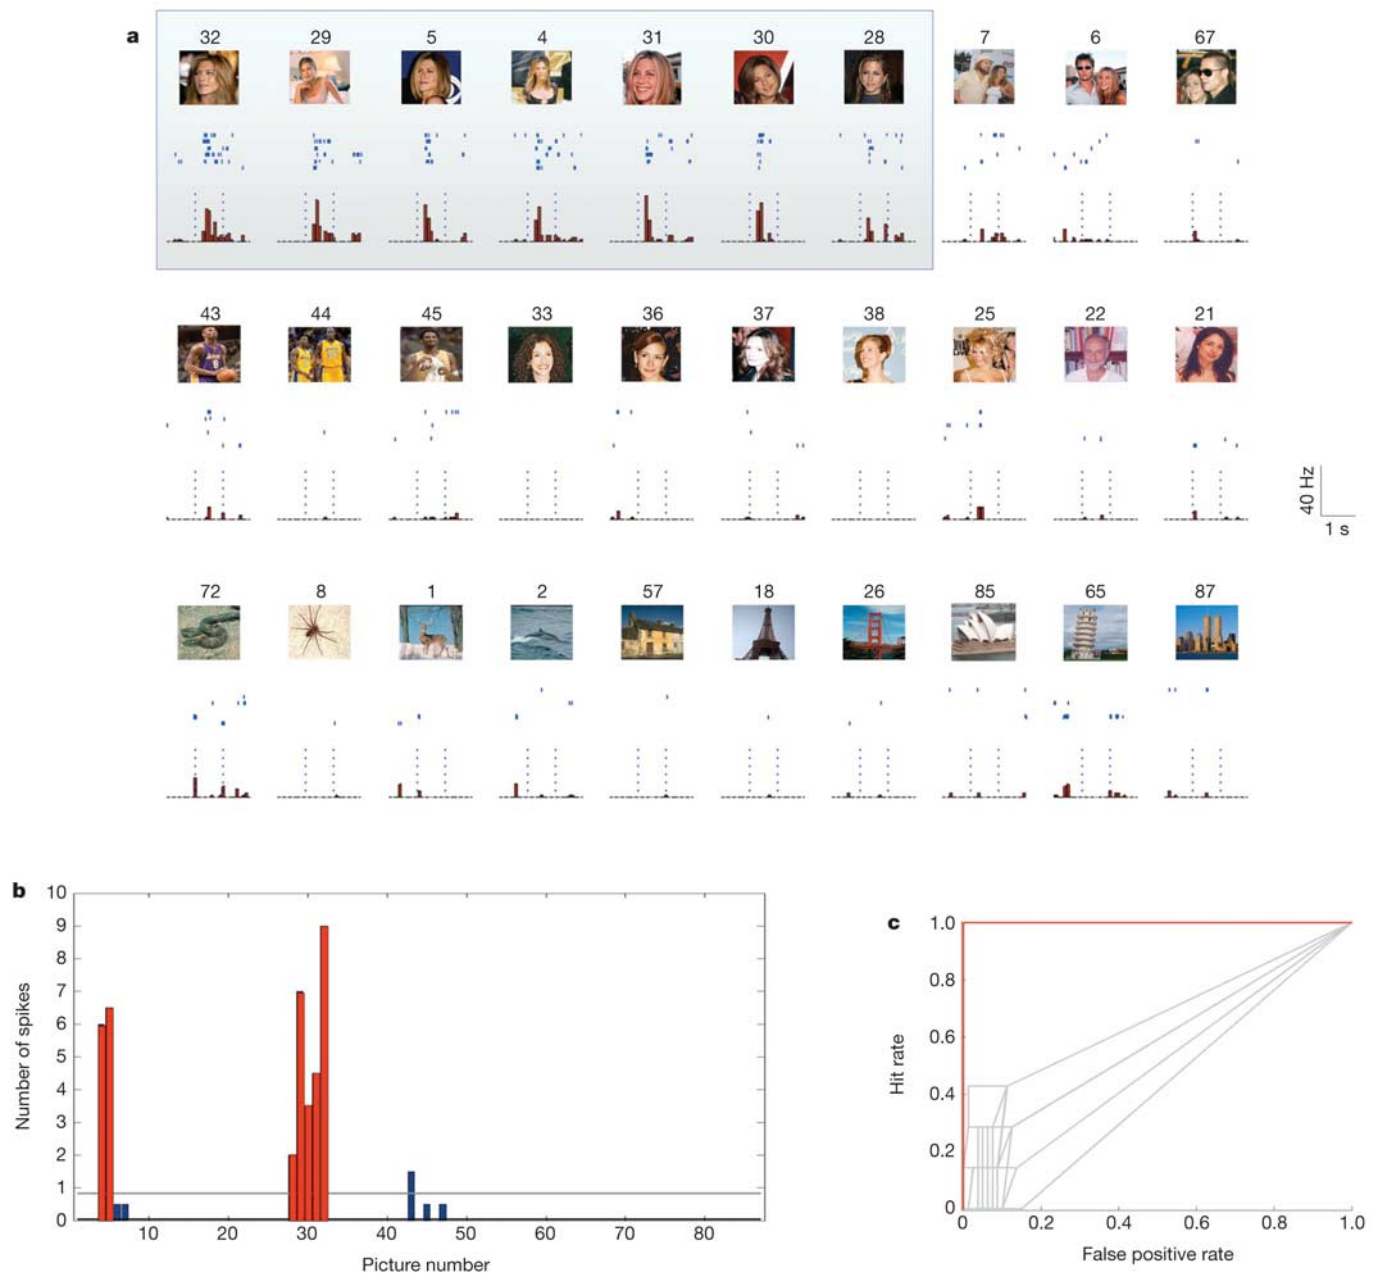 a
32 29 5 4 31 30 28 7 6 67
43 44 45 33 36 37 38 25 22 21
40 Hz
1 s
72 8 1 2 57 18 26 85 65 87
b
10
9
8
7
6
5
4
3
2
1
0
Number of spikes
10 20 30 40 50 60 70 80
Picture number
c
1.0
0.8
0.6
0.4
0.2
0
Hit rate
0 0.2 0.4 0.6 0.8 1.0
False positive rate